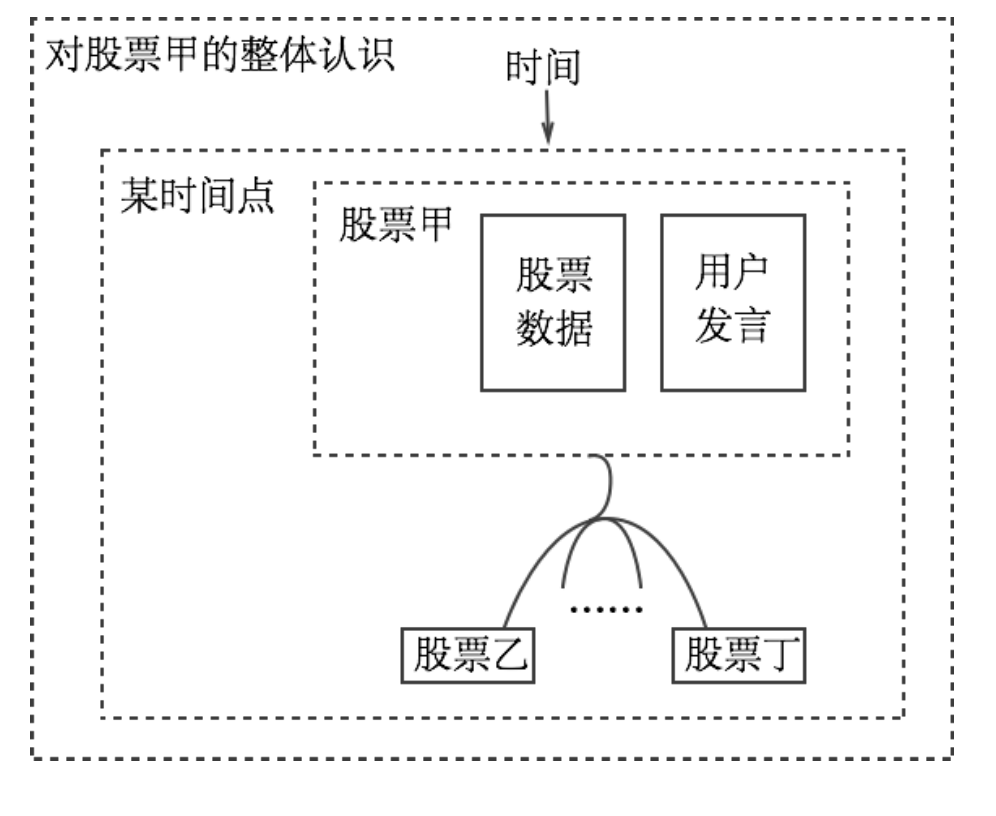 对股票甲的整体认识
时间
某时间点
股票甲
股票
数据
用户
发言
......
股票乙
股票丁